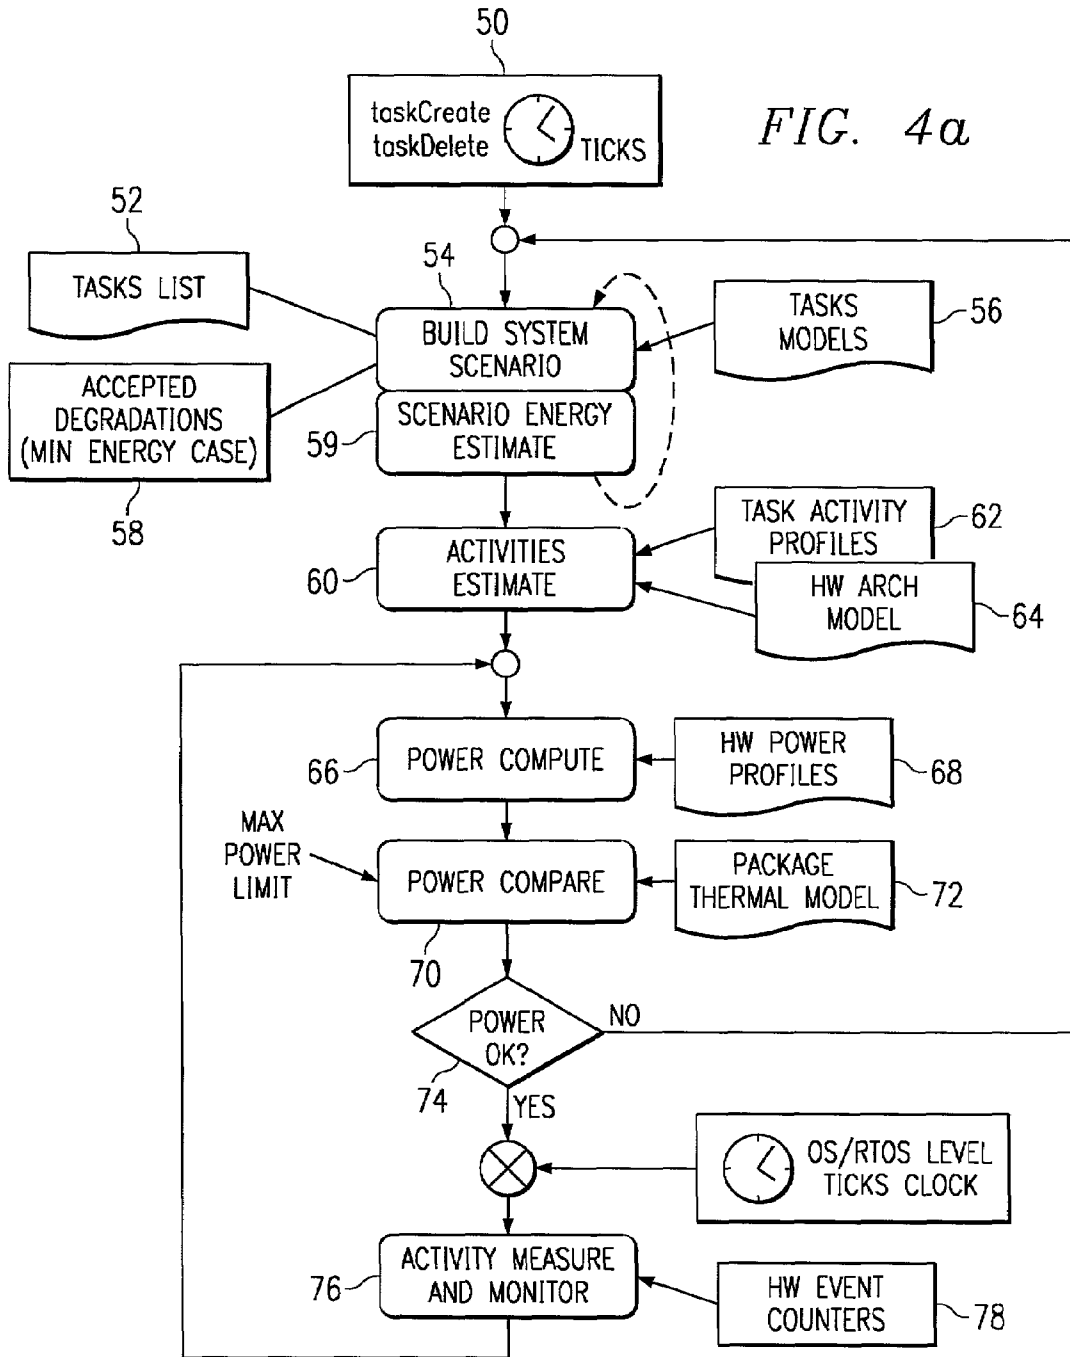 50
taskCreate
taskDelete
TICKS
FIG. 4a
52
TASKS LIST
54
BUILD SYSTEM
SCENARIO
TASKS
MODELS
56
ACCEPTED
DEGRADATIONS
(MIN ENERGY CASE)
58
59
SCENARIO ENERGY
ESTIMATE
60
ACTIVITIES
ESTIMATE
TASK ACTIVITY
PROFILES
62
HW ARCH
MODEL
64
66
POWER COMPUTE
HW POWER
PROFILES
68
MAX
POWER
LIMIT
POWER COMPARE
70
PACKAGE
THERMAL MODEL
72
POWER
OK?
74
NO
YES
OS/RTOS LEVEL
TICKS CLOCK
76
ACTIVITY MEASURE
AND MONITOR
HW EVENT
COUNTERS
78